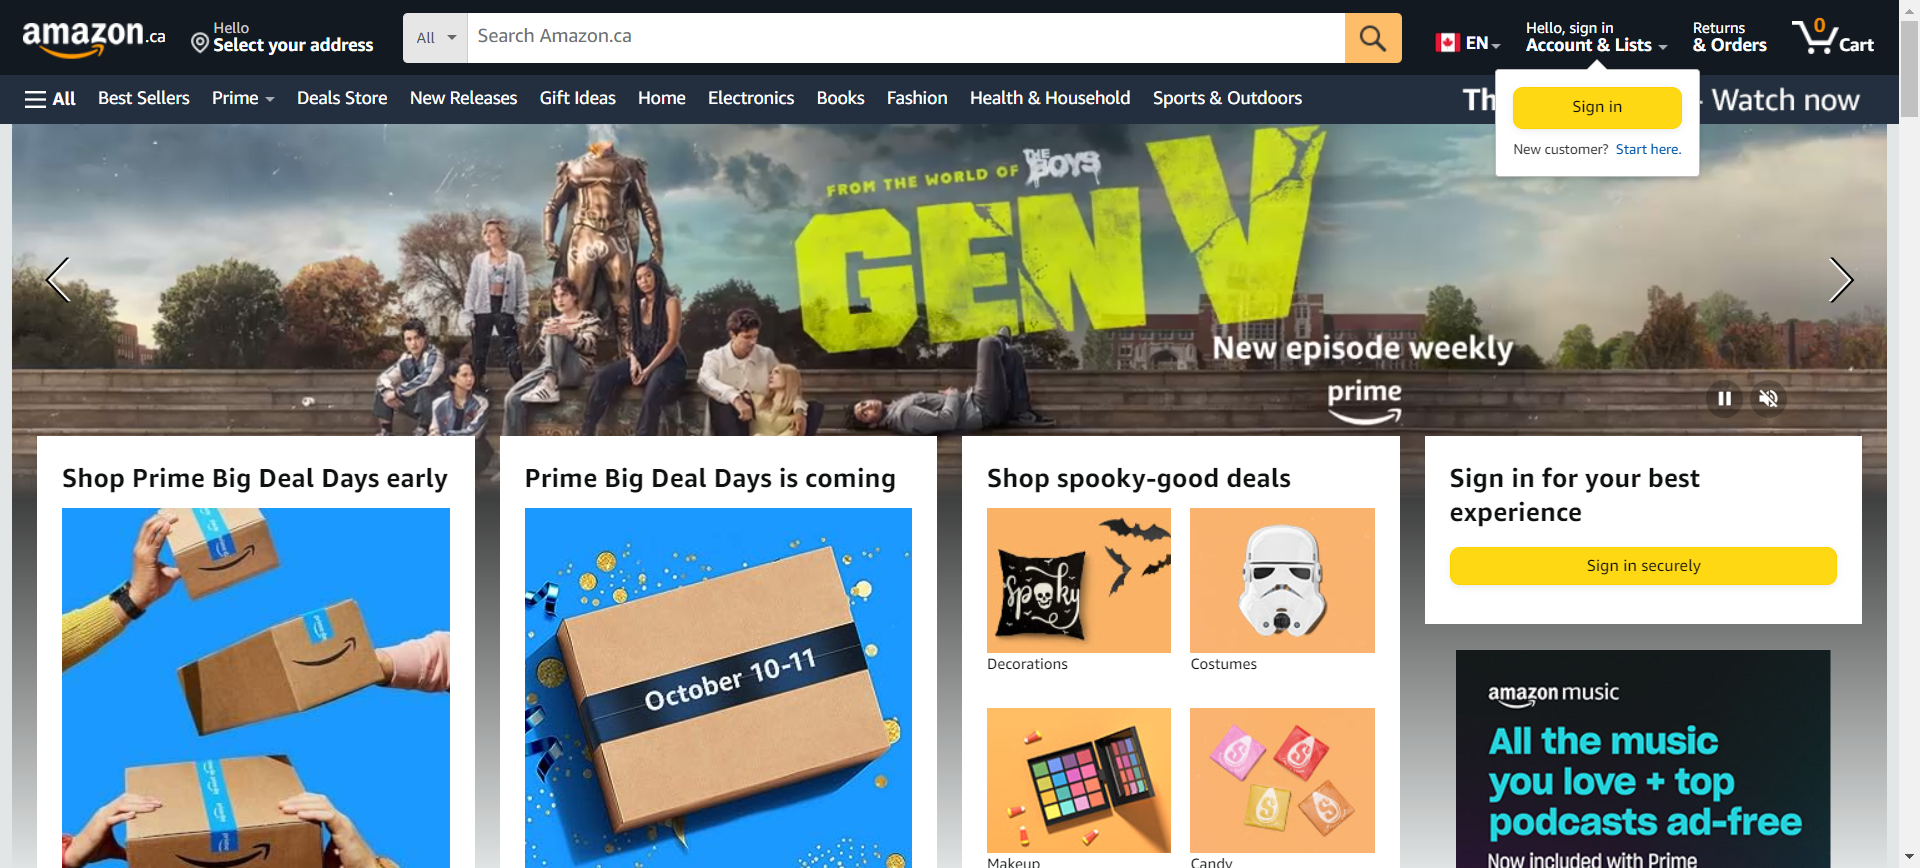 amazon.ca
Hello
Select your address
All
Search Amazon.ca
EN
Hello, sign in
Account & Lists
Returns
& Orders
0
Cart
All
Best Sellers
Prime
Deals Store
New Releases
Gift Ideas
Home
Electronics
Books
Fashion
Health & Household
Sports & Outdoors
Watch now
Sign in
New customer? Start here.
FROM THE WORLD OF THE BOYS
GEN V
New episode weekly
prime
Shop Prime Big Deal Days early
Prime Big Deal Days is coming
October 10-11
Shop spooky-good deals
Spooky
Decorations
Costumes
Makeup
Candy
Sign in for your best
experience
Sign in securely
amazon music
All the music
you love + top
podcasts ad-free
Now included with Prime